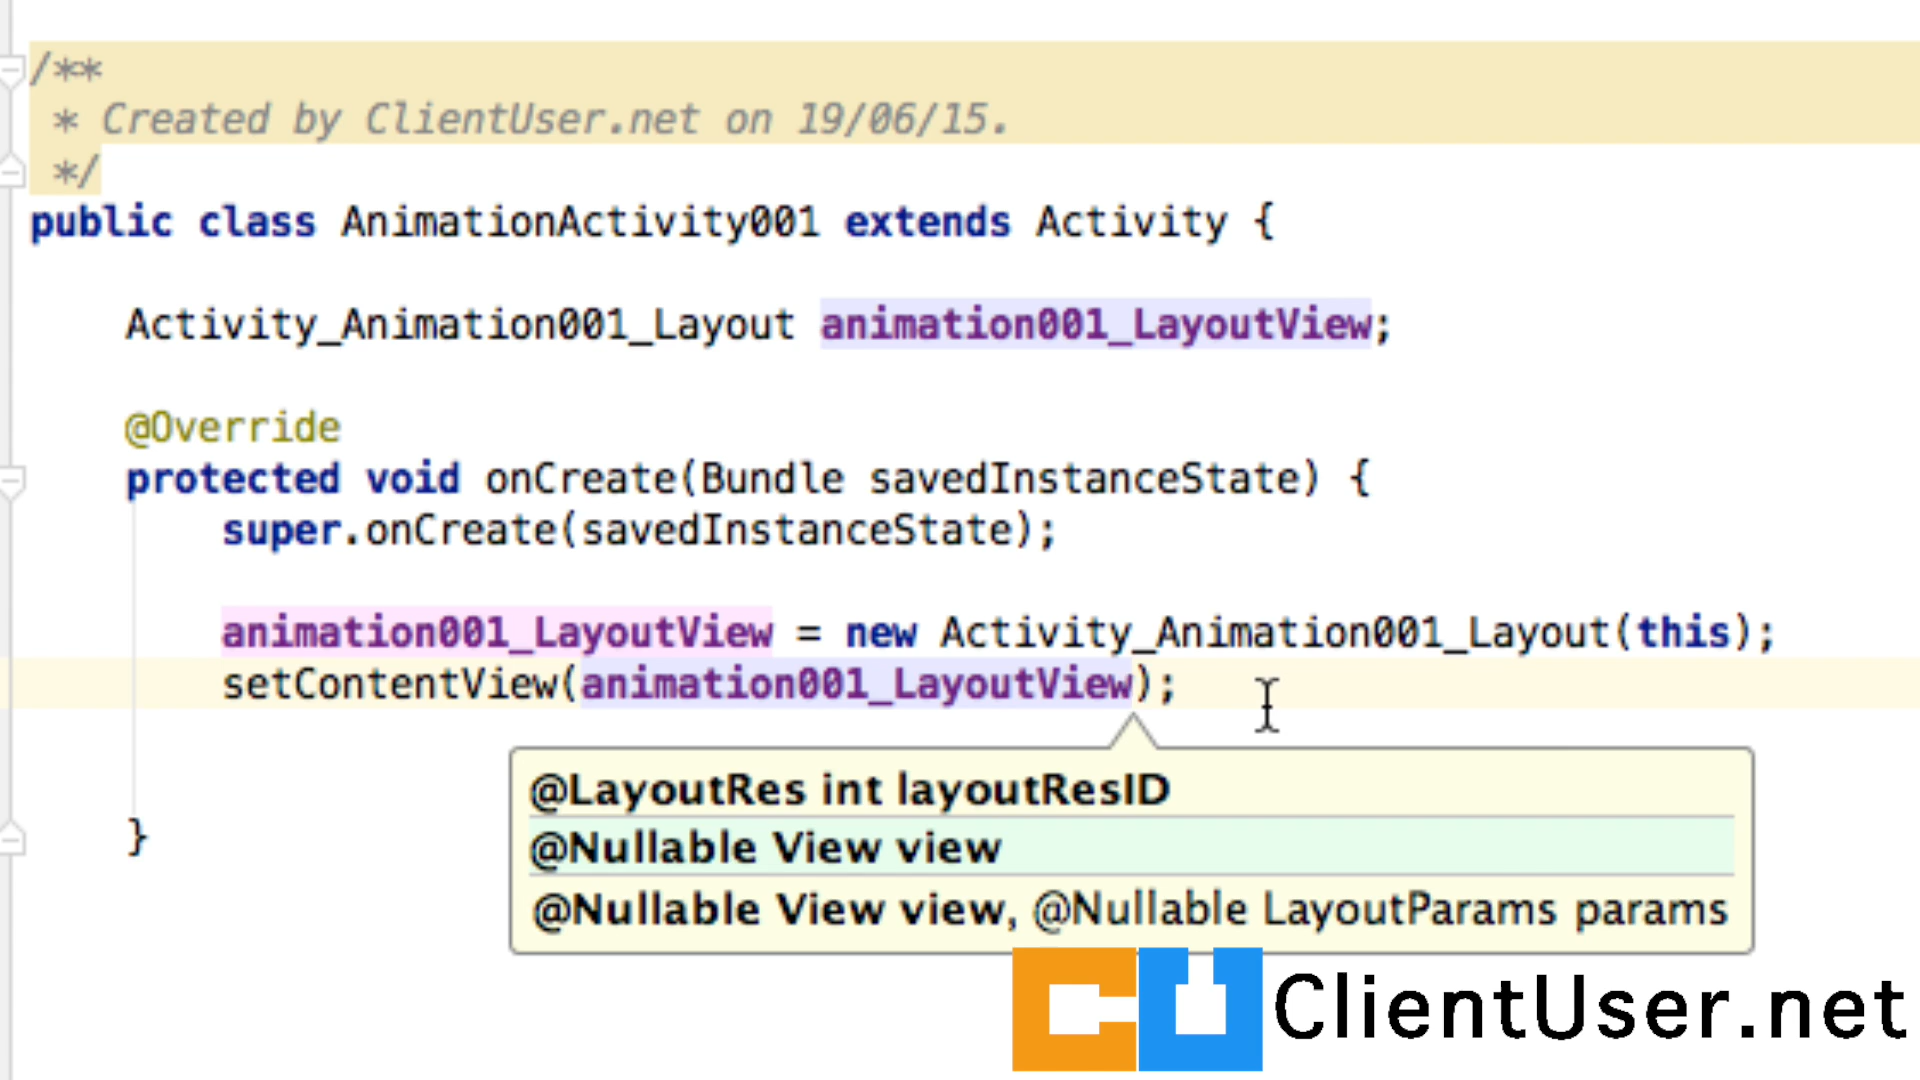 /**
 * Created by ClientUser.net on 19/06/15.
 */
public class AnimationActivity001 extends Activity {
    Activity_Animation001_Layout animation001_LayoutView;
    @Override
    protected void onCreate(Bundle savedInstanceState) {
        super.onCreate(savedInstanceState);
        animation001_LayoutView = new Activity_Animation001_Layout(this);
        setContentView(animation001_LayoutView);
@LayoutRes int layoutResID
@Nullable View view
@Nullable View view, @Nullable LayoutParams params
    }
CU ClientUser.net